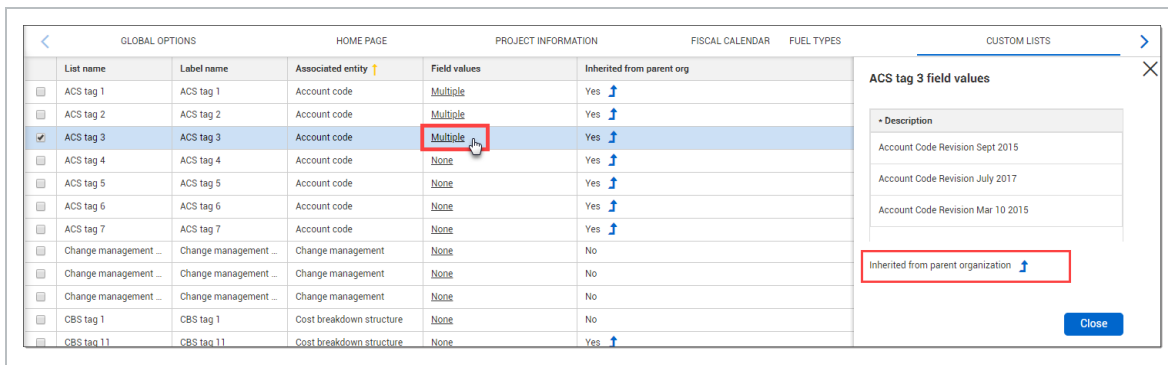 GLOBAL OPTIONS HOME PAGE PROJECT INFORMATION FISCAL CALENDAR FUEL TYPES CUSTOM LISTS
List name Label name Associated entity Field values Inherited from parent org
ACS tag 1 ACS tag 1 Account code Multiple Yes
ACS tag 2 ACS tag 2 Account code Multiple Yes
ACS tag 3 ACS tag 3 Account code Multiple Yes
ACS tag 4 ACS tag 4 Account code None Yes
ACS tag 5 ACS tag 5 Account code None Yes
ACS tag 6 ACS tag 6 Account code None Yes
ACS tag 7 ACS tag 7 Account code None Yes
Change management ... Change management ... Change management None No
Change management ... Change management ... Change management None No
Change management ... Change management ... Change management None No
CBS tag 1 CBS tag 1 Cost breakdown structure None No
CBS tag 11 CBS tag 11 Cost breakdown structure None Yes
ACS tag 3 field values
* Description
Account Code Revision Sept 2015
Account Code Revision July 2017
Account Code Revision Mar 10 2015
Inherited from parent organization
Close